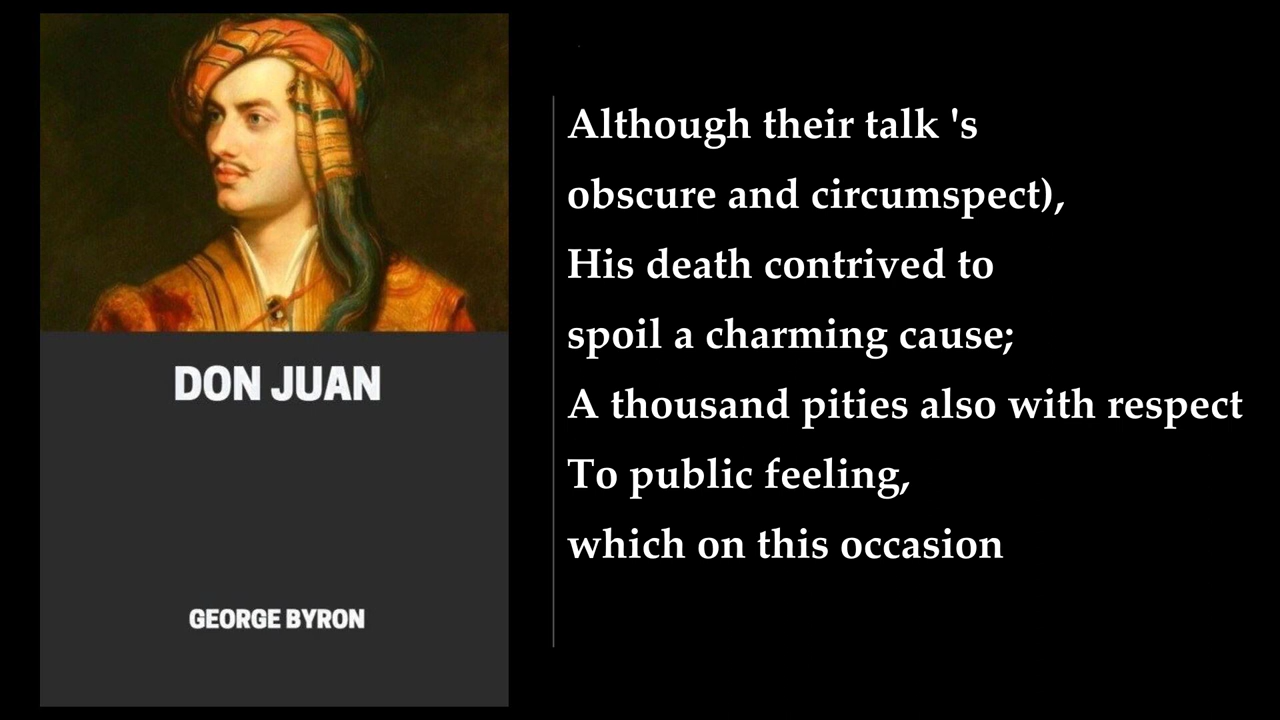 DON JUAN
GEORGE BYRON
Although their talk 's
obscure and circumspect),
His death contrived to
spoil a charming cause;
A thousand pities also with respect
To public feeling,
which on this occasion